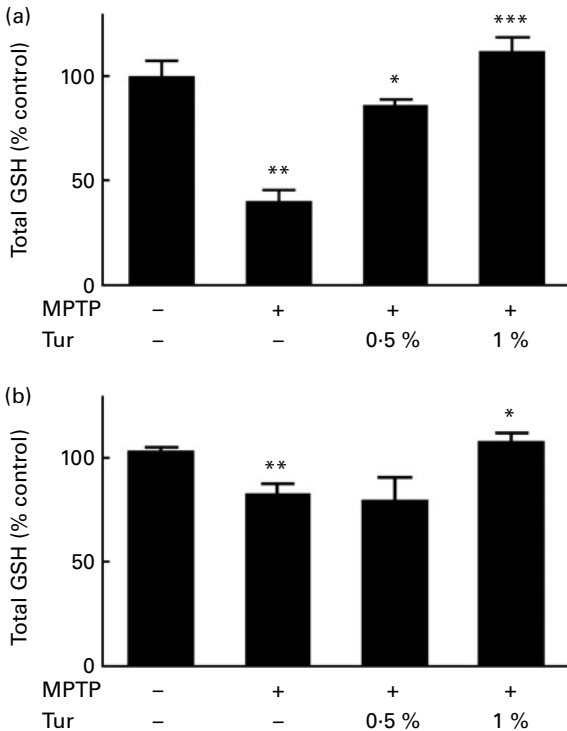 (a)
Total GSH (% control)
100
50
0
**
*
***
MPTP – + + +
Tur – – 0·5 % 1 %
(b)
Total GSH (% control)
100
50
0
**
*
MPTP – + + +
Tur – – 0·5 % 1 %